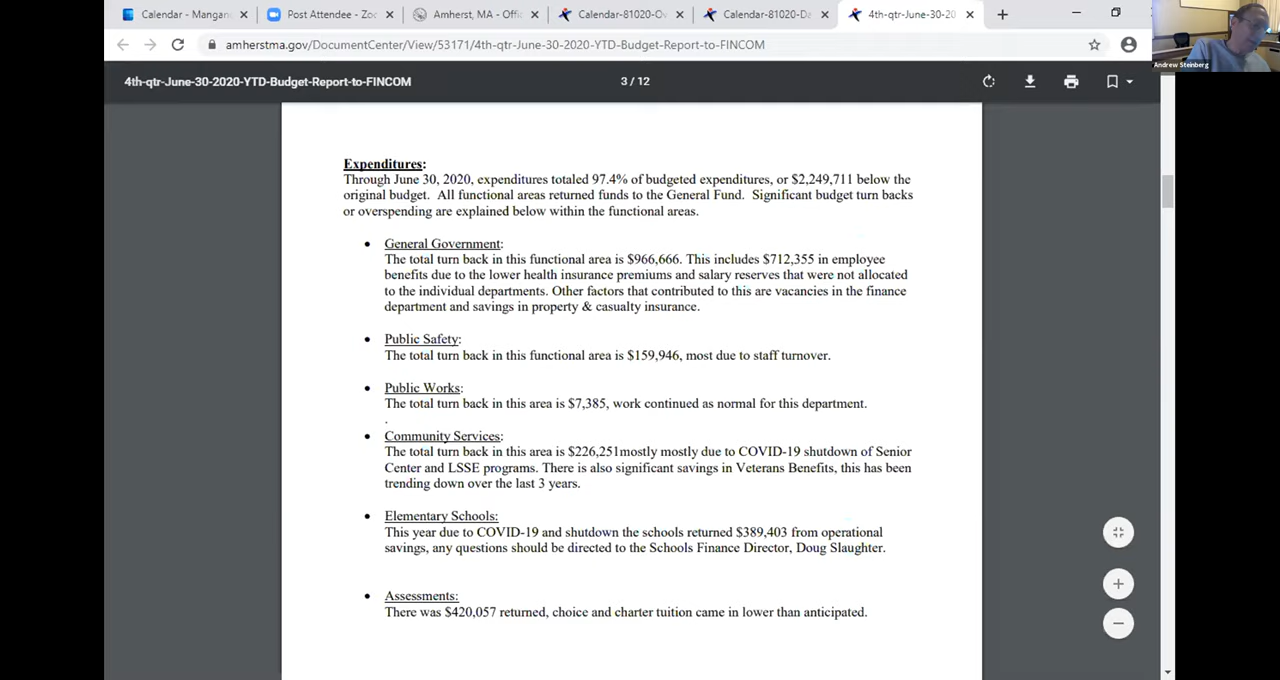 Calendar - Mangan
Post Attendee - Zoo
Amherst, MA - Offi
Calendar-81020-Ov
Calendar-81020-De
4th-qtr-June-30-20
amherstma.gov/DocumentCenter/View/53171/4th-qtr-June-30-2020-YTD-Budget-Report-to-FINCOM
Andrew Steinberg
4th-qtr-June-30-2020-YTD-Budget-Report-to-FINCOM
3 / 12
Expenditures:
Through June 30, 2020, expenditures totaled 97.4% of budgeted expenditures, or $2,249,711 below the
original budget.  All functional areas returned funds to the General Fund.  Significant budget turn backs
or overspending are explained below within the functional areas.
• General Government:
The total turn back in this functional area is $966,666. This includes $712,355 in employee
benefits due to the lower health insurance premiums and salary reserves that were not allocated
to the individual departments. Other factors that contributed to this are vacancies in the finance
department and savings in property & casualty insurance.
• Public Safety:
The total turn back in this functional area is $159,946, most due to staff turnover.
• Public Works:
The total turn back in this area is $7,385, work continued as normal for this department.
.
• Community Services:
The total turn back in this area is $226,251mostly mostly due to COVID-19 shutdown of Senior
Center and LSSE programs. There is also significant savings in Veterans Benefits, this has been
trending down over the last 3 years.
• Elementary Schools:
This year due to COVID-19 and shutdown the schools returned $389,403 from operational
savings, any questions should be directed to the Schools Finance Director, Doug Slaughter.
• Assessments:
There was $420,057 returned, choice and charter tuition came in lower than anticipated.